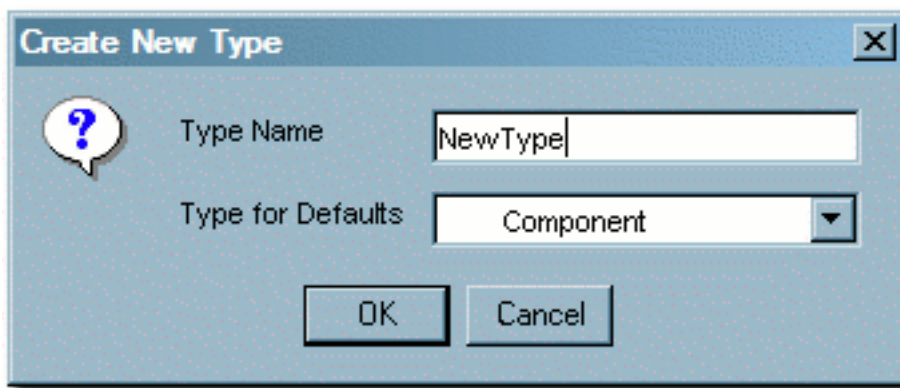 Create New Type
Type Name NewType
Type for Defaults Component
OK Cancel